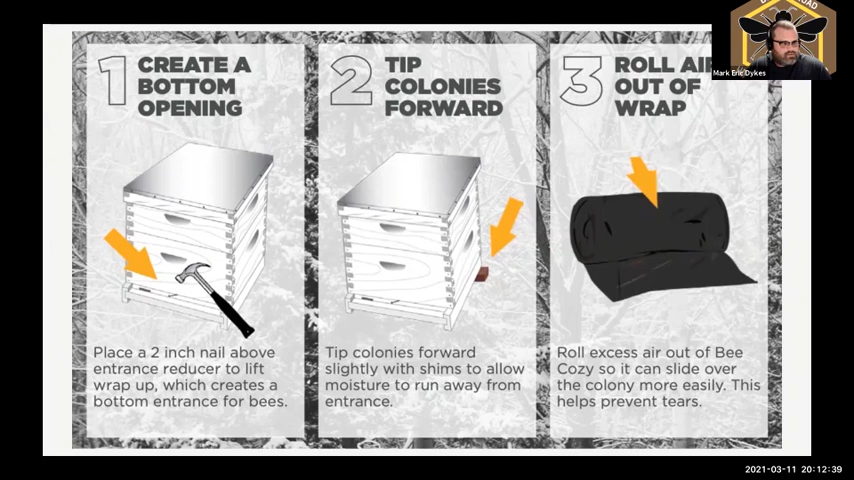 1
CREATE A
BOTTOM
OPENING
Place a 2 inch nail above
entrance reducer to lift
wrap up, which creates a
bottom entrance for bees.
2
TIP
COLONIES
FORWARD
Tip colonies forward
slightly with shims to allow
moisture to run away from
entrance.
3
ROLL AIR
OUT OF
WRAP
Roll excess air out of Bee
Cozy so it can slide over
the colony more easily. This
helps prevent tears.
Mark Eric Dykes
2021-03-11 20:12:39